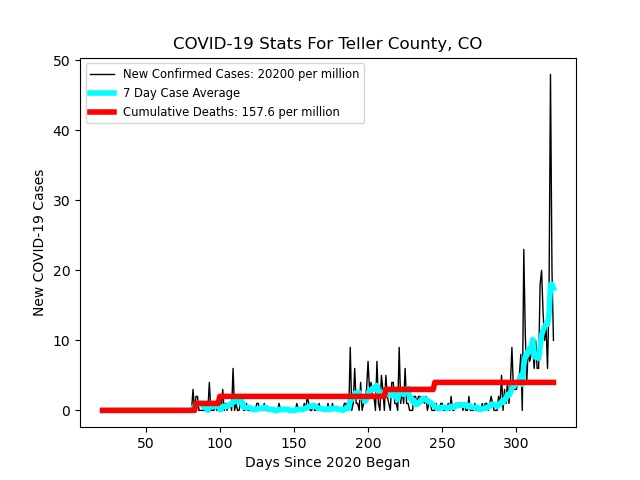 COVID-19 Stats For Teller County, CO
New Confirmed Cases: 20200 per million
7 Day Case Average
Cumulative Deaths: 157.6 per million
New COVID-19 Cases
50
40
30
20
10
0
50 100 150 200 250 300
Days Since 2020 Began